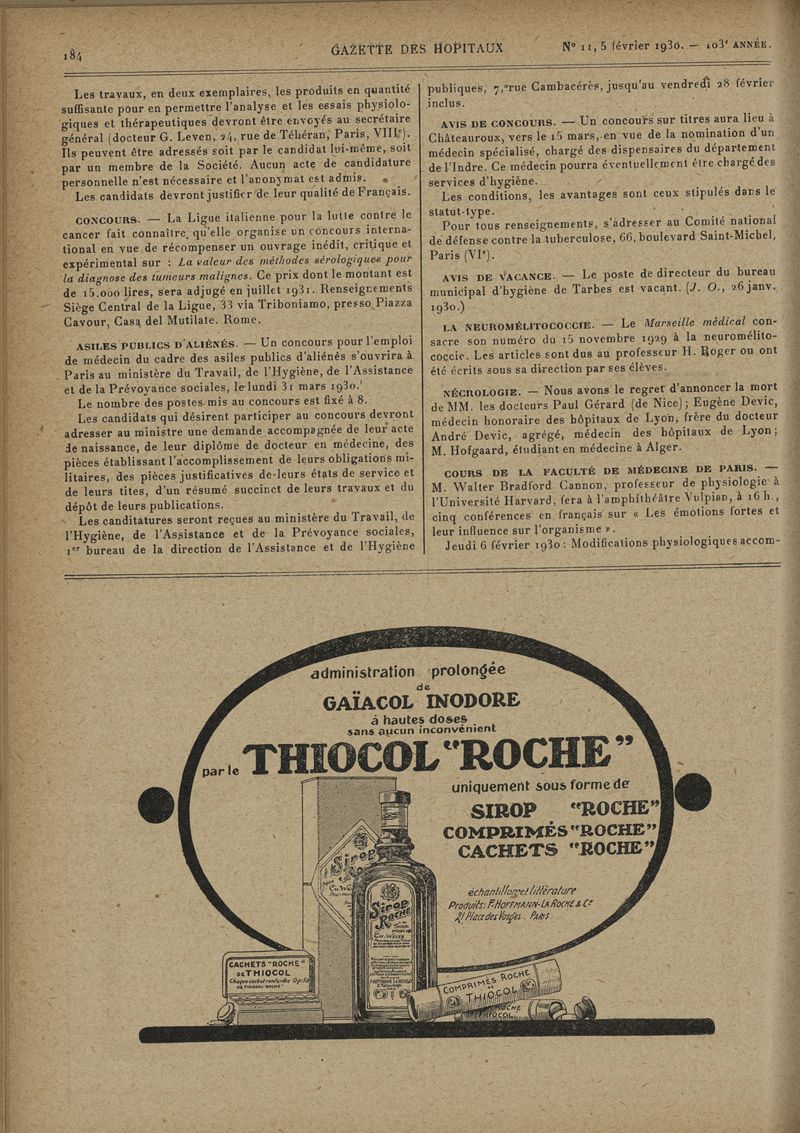 184
GAZETTE DES HOPITAUX
N° 11, 5 février 1930. — 103e ANNÉE.
Les travaux, en deux exemplaires, les produits en quantité
suffisante pour en permettre l'analyse et les essais physiolo-
giques et thérapeutiques devront être envoyés au secrétaire
général (docteur G. Leven, 24, rue de Téhéran, Paris, VIIIe).
Ils peuvent être adressés soit par le candidat lui-même, soit
par un membre de la Société. Aucun acte de candidature
personnelle n'est nécessaire et l'anonymat est admis.
Les candidats devront justifier de leur qualité de Français.
CONCOURS. — La Ligue italienne pour la lutte contre le
cancer fait connaître qu'elle organise un concours interna-
tional en vue de récompenser un ouvrage inédit, critique et
expérimental sur : La valeur des méthodes sérologiques pour
la diagnose des tumeurs malignes. Ce prix dont le montant est
de 15.000 lires, sera adjugé en juillet 1931. Renseignements
Siège Central de la Ligue, 33 via Triboniamo, presso Piazza
Cavour, Casa del Mutilate. Rome.
ASILES PUBLICS D'ALIÉNÉS. — Un concours pour l'emploi
de médecin du cadre des asiles publics d'aliénés s'ouvrira à
Paris au ministère du Travail, de l'Hygiène, de l'Assistance
et de la Prévoyance sociales, le lundi 31 mars 1930.
Le nombre des postes mis au concours est fixé à 8.
Les candidats qui désirent participer au concours devront
adresser au ministre une demande accompagnée de leur acte
de naissance, de leur diplôme de docteur en médecine, des
pièces établissant l'accomplissement de leurs obligations mi-
litaires, des pièces justificatives de leurs états de service et
de leurs tites, d'un résumé succinct de leurs travaux et du
dépôt de leurs publications.
Les canditatures seront reçues au ministère du Travail, de
l'Hygiène, de l'Assistance et de la Prévoyance sociales,
1er bureau de la direction de l'Assistance et de l'Hygiène
publiques, 7, rue Cambacérès, jusqu'au vendredi 28 février
inclus.
AVIS DE CONCOURS. — Un concours sur titres aura lieu à
Châteauroux, vers le 15 mars, en vue de la nomination d'un
médecin spécialisé, chargé des dispensaires du département
de l'Indre. Ce médecin pourra éventuellement être chargé des
services d'hygiène.
Les conditions, les avantages sont ceux stipulés dans le
statut-type.
Pour tous renseignements, s'adresser au Comité national
de défense contre la tuberculose, 66, boulevard Saint-Michel,
Paris (VIe).
AVIS DE VACANCE. — Le poste de directeur du bureau
municipal d'hygiène de Tarbes est vacant. (J. O., 26 janv.
1930.)
LA NEUROMÉLITOCOCCIE. — Le Marseille médical con-
sacre son numéro du 15 novembre 1929 à la neuromélito-
coccie. Les articles sont dus au professeur H. Roger ou ont
été écrits sous sa direction par ses élèves.
NÉCROLOGIE. — Nous avons le regret d'annoncer la mort
de MM. les docteurs Paul Gérard (de Nice); Eugène Devic,
médecin honoraire des hôpitaux de Lyon, frère du docteur
André Devic, agrégé, médecin des hôpitaux de Lyon;
M. Hofgaard, étudiant en médecine à Alger.
COURS DE LA FACULTÉ DE MÉDECINE DE PARIS. —
M. Walter Bradford Cannon, professeur de physiologie à
l'Université Harvard, fera à l'amphithéâtre Vulpian, à 16 h.,
cinq conférences en français sur « Les émotions fortes et
leur influence sur l'organisme ».
Jeudi 6 février 1930 : Modifications physiologiques accom-
administration prolongée
de
GAÏACOL INODORE
à hautes doses
sans aucun inconvénient
par le THIOCOL "ROCHE"
uniquement sous forme de
SIROP "ROCHE"
COMPRIMÉS "ROCHE"
CACHETS "ROCHE"
échantillon et littérature
Produits: F. HOFFMANN-LA ROCHE & Cie
21 Place des Vosges. PARIS
Sirop
Sirop
Roche
CACHETS "ROCHE"
DE THIOCOL
Chaque cachet renferme 0gr50
DE THIOCOL "ROCHE"
COMPRIMES ROCHE
THIOCOL
ROCHE
THIOCOL